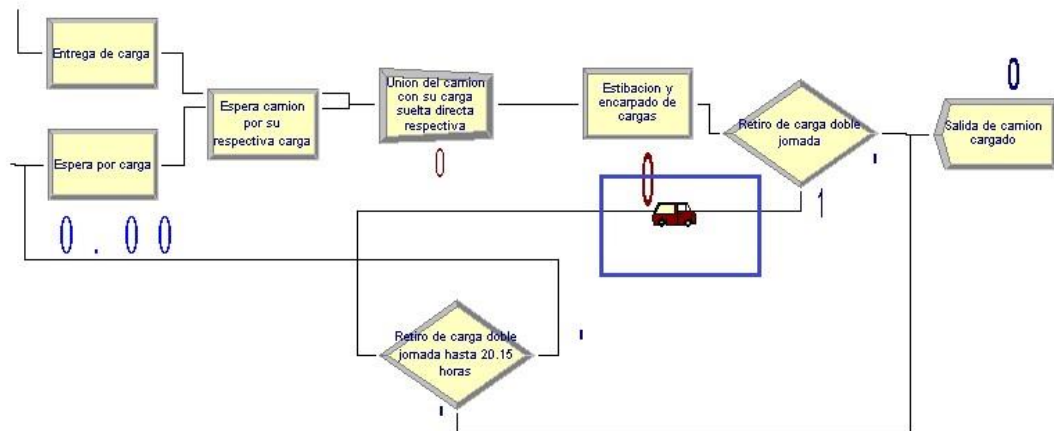 Entrega de carga
Espera por carga
0.00
Espera camion
por su
respectiva carga
Union del camion
con su carga
suelta directa
respectiva
0
Estibacion y
encarpado de
cargas
0
Retiro de carga doble
jornada
1
0
Salida de camion
cargado
Retiro de carga doble
jornada hasta 20.15
horas